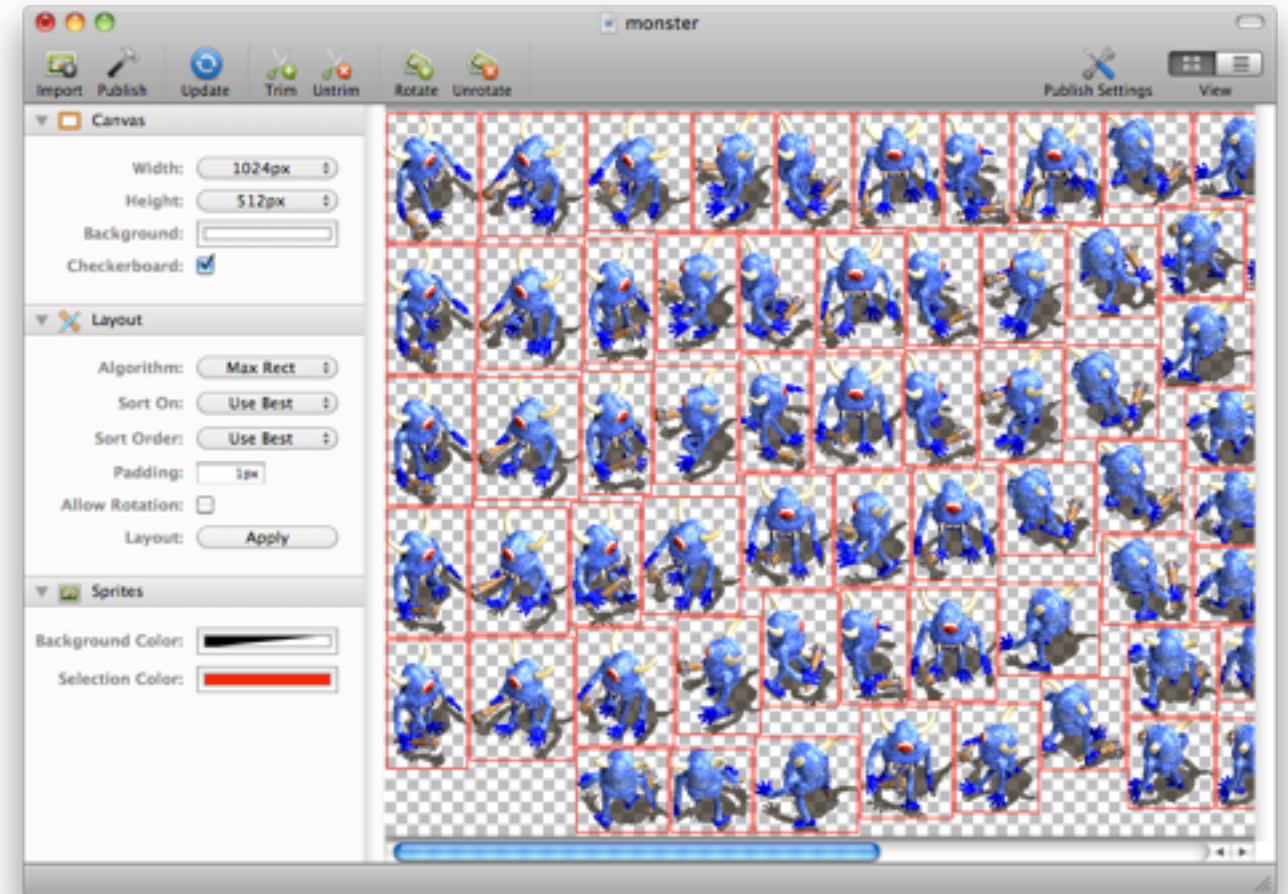 monster
Import Publish Update Trim Untrim Rotate Unrotate Publish Settings View
Canvas
Width: 1024px
Height: 512px
Background:
Checkerboard:
Layout
Algorithm: Max Rect
Sort On: Use Best
Sort Order: Use Best
Padding: 1px
Allow Rotation:
Layout: Apply
Sprites
Background Color:
Selection Color: